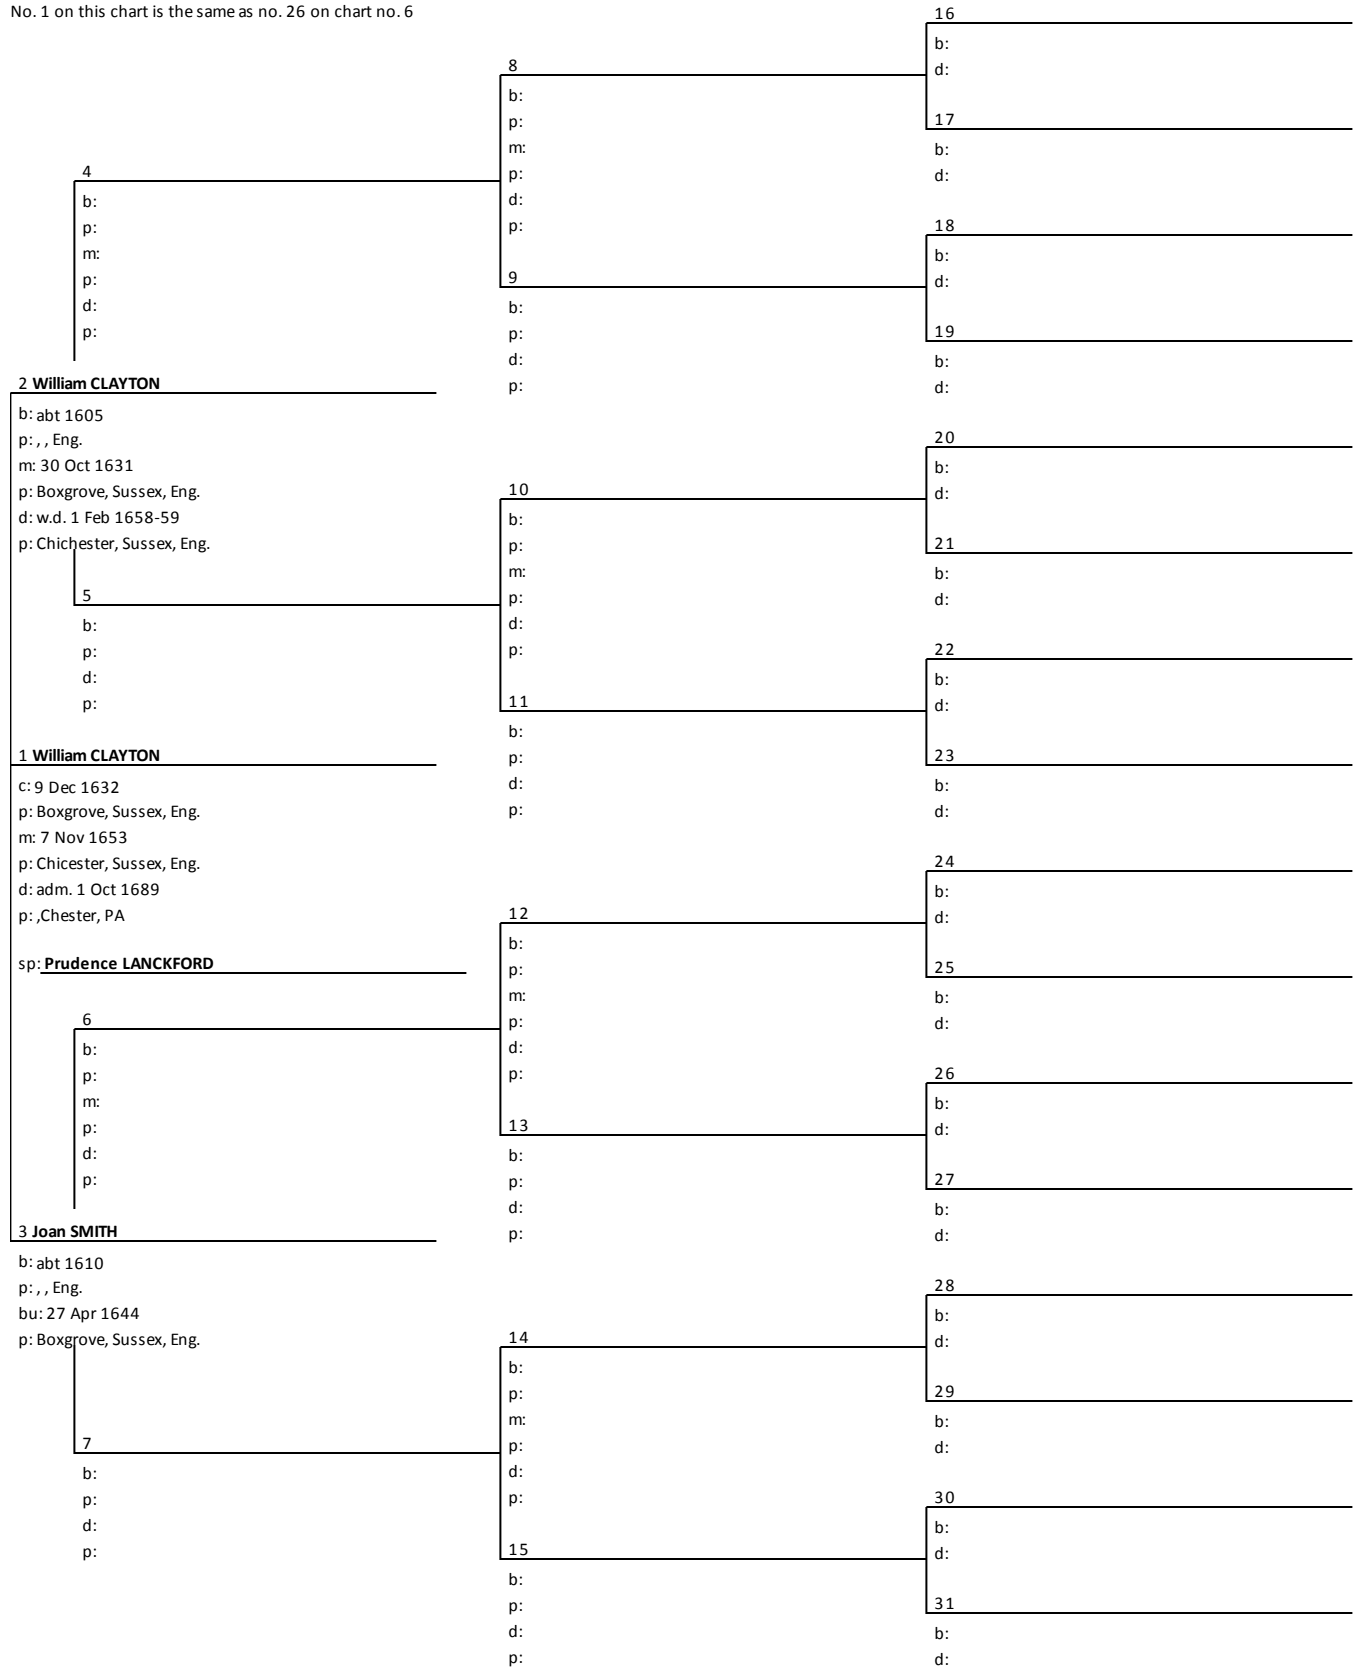 No. 1 on this chart is the same as no. 26 on chart no. 6
16
b:
d:
8
b:
p:
m:
p:
d:
p:
17
b:
d:
4
b:
p:
m:
p:
d:
p:
18
b:
d:
9
b:
p:
d:
p:
19
b:
d:
2 William CLAYTON
b: abt 1605
p: , , Eng.
m: 30 Oct 1631
p: Boxgrove, Sussex, Eng.
d: w.d. 1 Feb 1658-59
p: Chichester, Sussex, Eng.
20
b:
d:
10
b:
p:
m:
p:
d:
p:
21
b:
d:
5
b:
p:
d:
p:
22
b:
d:
11
b:
p:
d:
p:
23
b:
d:
1 William CLAYTON
c: 9 Dec 1632
p: Boxgrove, Sussex, Eng.
m: 7 Nov 1653
p: Chicester, Sussex, Eng.
d: adm. 1 Oct 1689
p: ,Chester, PA
sp: Prudence LANCKFORD
24
b:
d:
12
b:
p:
m:
p:
d:
p:
25
b:
d:
6
b:
p:
m:
p:
d:
p:
26
b:
d:
13
b:
p:
d:
p:
27
b:
d:
3 Joan SMITH
b: abt 1610
p: , , Eng.
bu: 27 Apr 1644
p: Boxgrove, Sussex, Eng.
28
b:
d:
14
b:
p:
m:
p:
d:
p:
29
b:
d:
7
b:
p:
d:
p:
30
b:
d:
15
b:
p:
d:
p:
31
b:
d: